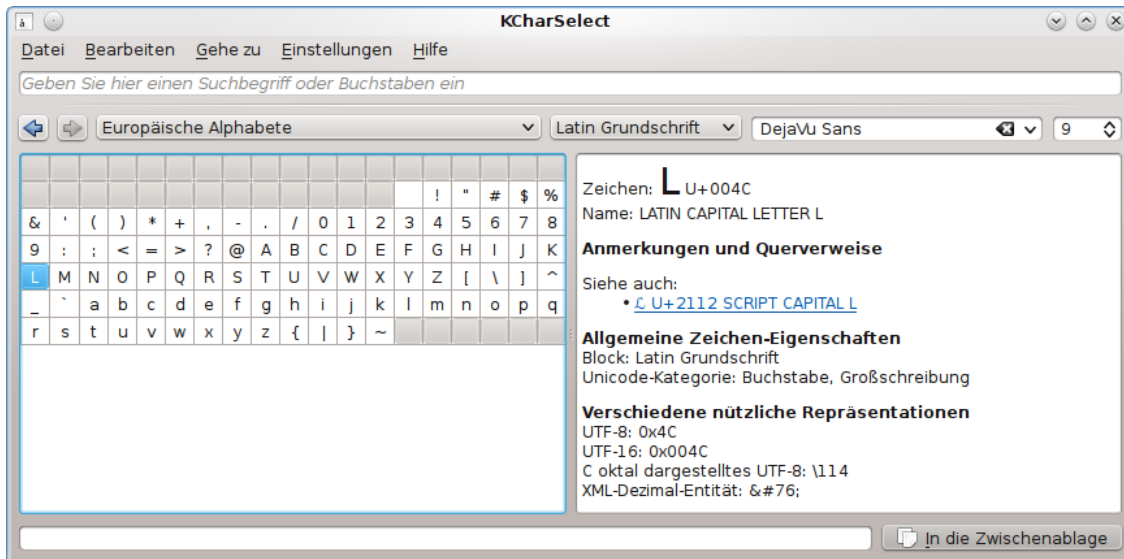 KCharSelect
Datei Bearbeiten Gehe zu Einstellungen Hilfe
Geben Sie hier einen Suchbegriff oder Buchstaben ein
Europäische Alphabete Latin Grundschrift DejaVu Sans 9
! " # $ %
& ' ( ) * + , - . / 0 1 2 3 4 5 6 7 8
9 : ; < = > ? @ A B C D E F G H I J K
L M N O P Q R S T U V W X Y Z [ \ ] ^
_ ` a b c d e f g h i j k l m n o p q
r s t u v w x y z { | } ~
Zeichen: L U+004C
Name: LATIN CAPITAL LETTER L
Anmerkungen und Querverweise
Siehe auch:
• ℒ U+2112 SCRIPT CAPITAL L
Allgemeine Zeichen-Eigenschaften
Block: Latin Grundschrift
Unicode-Kategorie: Buchstabe, Großschreibung
Verschiedene nützliche Repräsentationen
UTF-8: 0x4C
UTF-16: 0x004C
C oktal dargestelltes UTF-8: \114
XML-Dezimal-Entität: &#76;
In die Zwischenablage